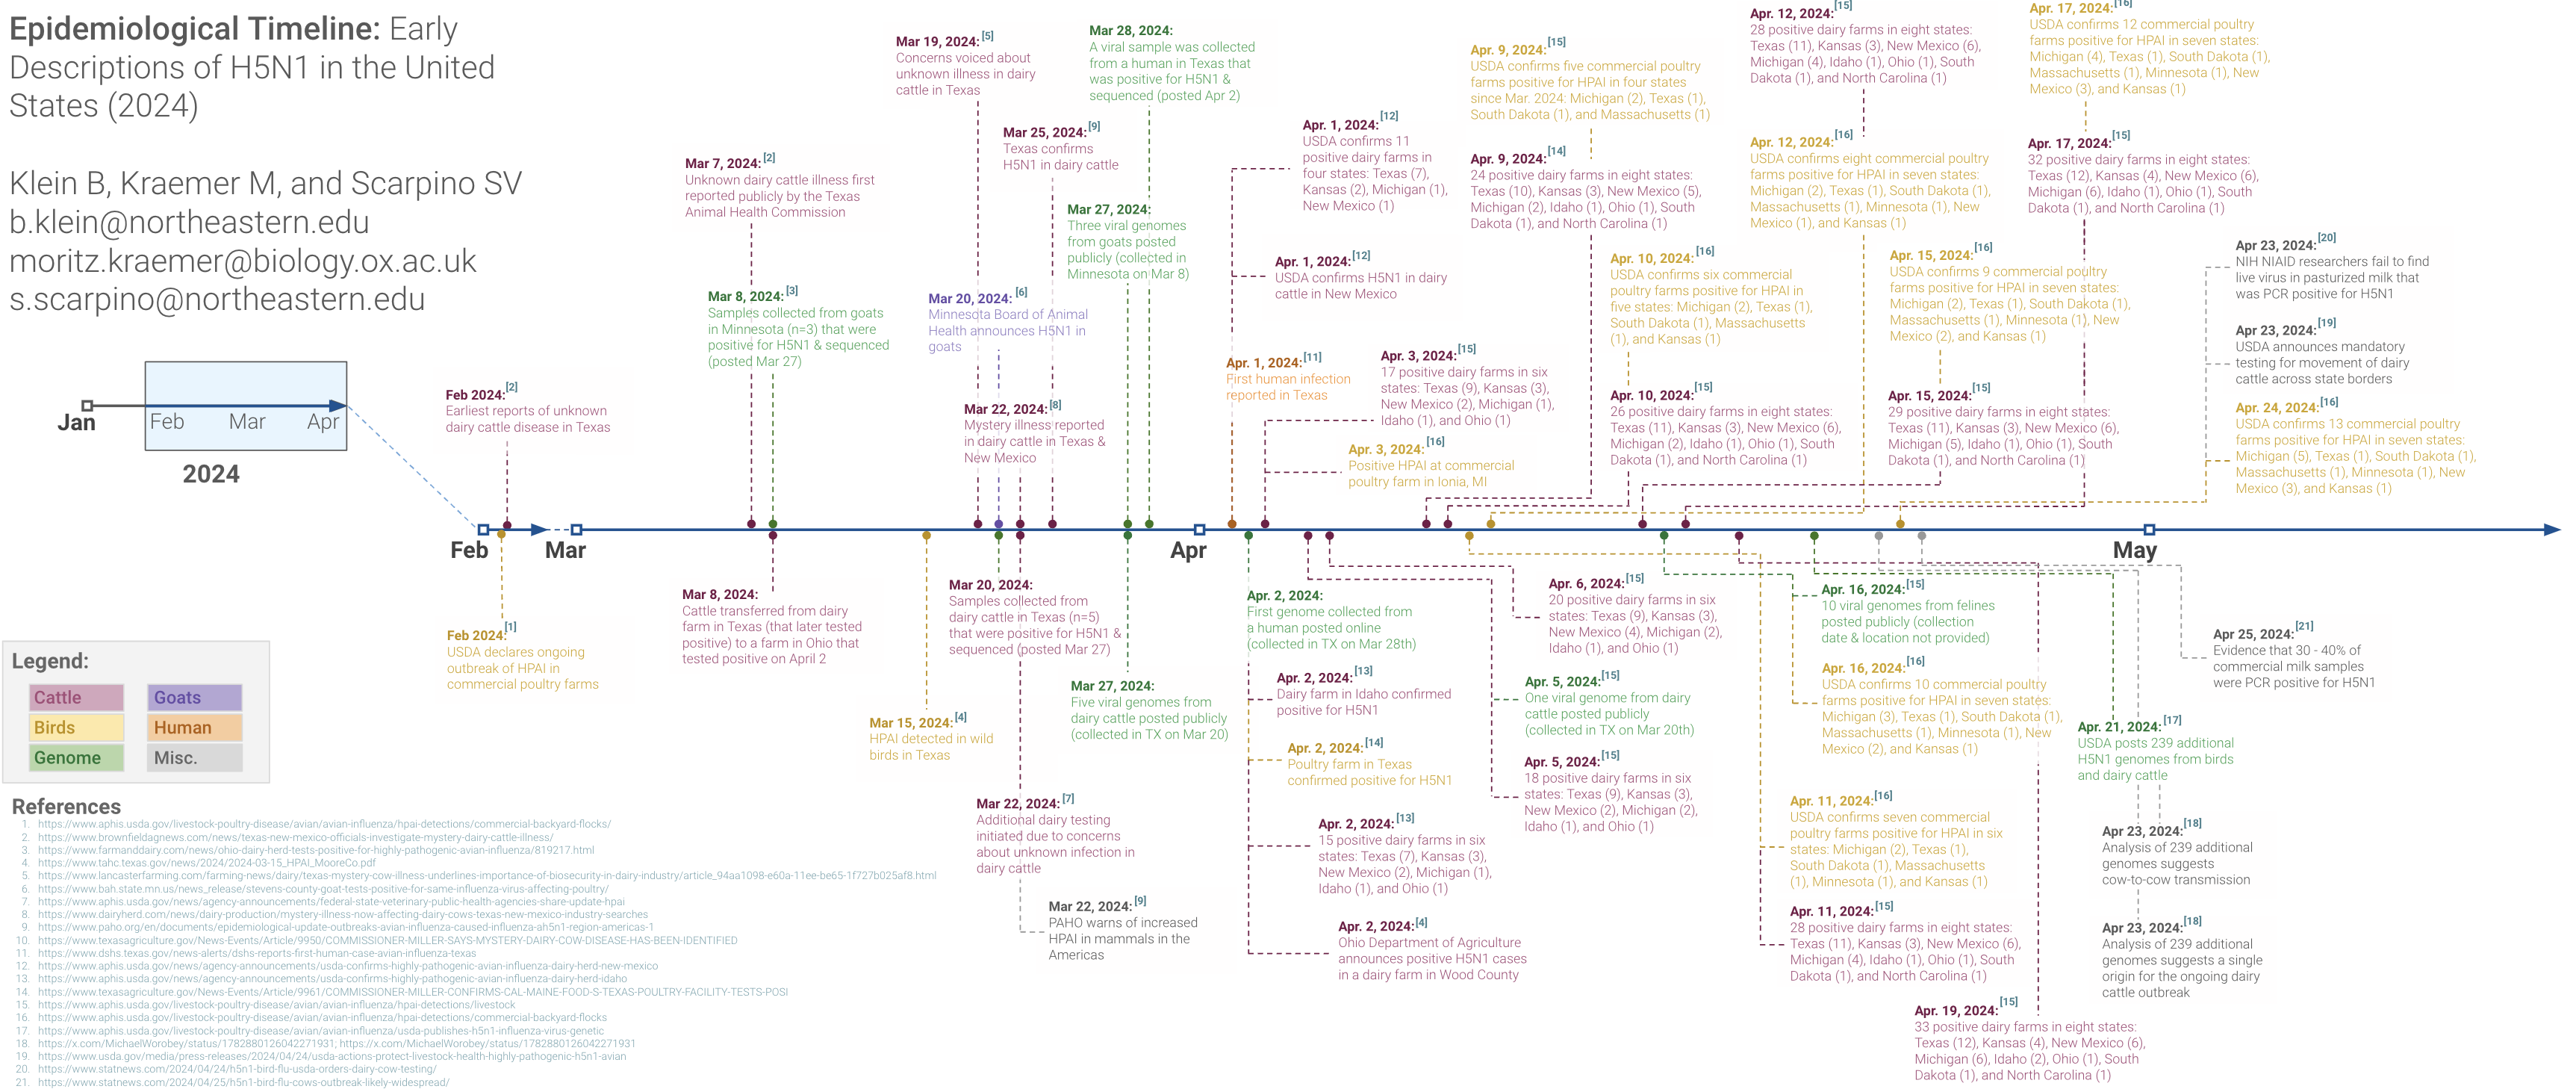 Epidemiological Timeline: Early
Descriptions of H5N1 in the United
States (2024)
Klein B, Kraemer M, and Scarpino SV
b.klein@northeastern.edu
moritz.kraemer@biology.ox.ac.uk
s.scarpino@northeastern.edu
Jan
Feb Mar Apr
2024
Feb
Mar
Apr
May
Feb 2024:[2]
Earliest reports of unknown
dairy cattle disease in Texas
Feb 2024:[1]
USDA declares ongoing
outbreak of HPAI in
commercial poultry farms
Mar 7, 2024:[2]
Unknown dairy cattle illness first
reported publicly by the Texas
Animal Health Commission
Mar 8, 2024:[3]
Samples collected from goats
in Minnesota (n=3) that were
positive for H5N1 & sequenced
(posted Mar 27)
Mar 8, 2024:
Cattle transferred from dairy
farm in Texas (that later tested
positive) to a farm in Ohio that
tested positive on April 2
Mar 15, 2024:[4]
HPAI detected in wild
birds in Texas
Mar 19, 2024:[5]
Concerns voiced about
unknown illness in dairy
cattle in Texas
Mar 20, 2024:[6]
Minnesota Board of Animal
Health announces H5N1 in
goats
Mar 20, 2024:
Samples collected from
dairy cattle in Texas (n=5)
that were positive for H5N1 &
sequenced (posted Mar 27)
Mar 22, 2024:[8]
Mystery illness reported
in dairy cattle in Texas &
New Mexico
Mar 22, 2024:[7]
Additional dairy testing
initiated due to concerns
about unknown infection in
dairy cattle
Mar 22, 2024:[9]
PAHO warns of increased
HPAI in mammals in the
Americas
Mar 25, 2024:[9]
Texas confirms
H5N1 in dairy cattle
Mar 27, 2024:
Three viral genomes
from goats posted
publicly (collected in
Minnesota on Mar 8)
Mar 27, 2024:
Five viral genomes from
dairy cattle posted publicly
(collected in TX on Mar 20)
Mar 28, 2024:
A viral sample was collected
from a human in Texas that
was positive for H5N1 &
sequenced (posted Apr 2)
Apr. 1, 2024:[12]
USDA confirms 11
positive dairy farms in
four states: Texas (7),
Kansas (2), Michigan (1),
New Mexico (1)
Apr. 1, 2024:[12]
USDA confirms H5N1 in dairy
cattle in New Mexico
Apr. 1, 2024:[11]
First human infection
reported in Texas
Apr. 2, 2024:
First genome collected from
a human posted online
(collected in TX on Mar 28th)
Apr. 2, 2024:[13]
Dairy farm in Idaho confirmed
positive for H5N1
Apr. 2, 2024:[14]
Poultry farm in Texas
confirmed positive for H5N1
Apr. 2, 2024:[13]
15 positive dairy farms in six
states: Texas (7), Kansas (3),
New Mexico (2), Michigan (1),
Idaho (1), and Ohio (1)
Apr. 2, 2024:[4]
Ohio Department of Agriculture
announces positive H5N1 cases
in a dairy farm in Wood County
Apr. 3, 2024:[15]
17 positive dairy farms in six
states: Texas (9), Kansas (3),
New Mexico (2), Michigan (1),
Idaho (1), and Ohio (1)
Apr. 3, 2024:[16]
Positive HPAI at commercial
poultry farm in Ionia, MI
Apr. 6, 2024:[15]
20 positive dairy farms in six
states: Texas (9), Kansas (3),
New Mexico (4), Michigan (2),
Idaho (1), and Ohio (1)
Apr. 5, 2024:[15]
One viral genome from dairy
cattle posted publicly
(collected in TX on Mar 20th)
Apr. 5, 2024:[15]
18 positive dairy farms in six
states: Texas (9), Kansas (3),
New Mexico (2), Michigan (2),
Idaho (1), and Ohio (1)
Apr. 9, 2024:[15]
USDA confirms five commercial poultry
farms positive for HPAI in four states
since Mar. 2024: Michigan (2), Texas (1),
South Dakota (1), and Massachusetts (1)
Apr. 9, 2024:[14]
24 positive dairy farms in eight states:
Texas (10), Kansas (3), New Mexico (5),
Michigan (2), Idaho (1), Ohio (1), South
Dakota (1), and North Carolina (1)
Apr. 10, 2024:[16]
USDA confirms six commercial
poultry farms positive for HPAI in
five states: Michigan (2), Texas (1),
South Dakota (1), Massachusetts
(1), and Kansas (1)
Apr. 10, 2024:[15]
26 positive dairy farms in eight states:
Texas (11), Kansas (3), New Mexico (6),
Michigan (2), Idaho (1), Ohio (1), South
Dakota (1), and North Carolina (1)
Apr. 12, 2024:[15]
28 positive dairy farms in eight states:
Texas (11), Kansas (3), New Mexico (6),
Michigan (4), Idaho (1), Ohio (1), South
Dakota (1), and North Carolina (1)
Apr. 12, 2024:[16]
USDA confirms eight commercial poultry
farms positive for HPAI in seven states:
Michigan (2), Texas (1), South Dakota (1),
Massachusetts (1), Minnesota (1), New
Mexico (1), and Kansas (1)
Apr. 15, 2024:[16]
USDA confirms 9 commercial poultry
farms positive for HPAI in seven states:
Michigan (2), Texas (1), South Dakota (1),
Massachusetts (1), Minnesota (1), New
Mexico (2), and Kansas (1)
Apr. 15, 2024:[15]
29 positive dairy farms in eight states:
Texas (11), Kansas (3), New Mexico (6),
Michigan (5), Idaho (1), Ohio (1), South
Dakota (1), and North Carolina (1)
Apr. 17, 2024:[16]
USDA confirms 12 commercial poultry
farms positive for HPAI in seven states:
Michigan (4), Texas (1), South Dakota (1),
Massachusetts (1), Minnesota (1), New
Mexico (3), and Kansas (1)
Apr. 17, 2024:[15]
32 positive dairy farms in eight states:
Texas (12), Kansas (4), New Mexico (6),
Michigan (6), Idaho (1), Ohio (1), South
Dakota (1), and North Carolina (1)
Apr 23, 2024:[20]
NIH NIAID researchers fail to find
live virus in pasturized milk that
was PCR positive for H5N1
Apr 23, 2024:[19]
USDA announces mandatory
testing for movement of dairy
cattle across state borders
Apr. 24, 2024:[16]
USDA confirms 13 commercial poultry
farms positive for HPAI in seven states:
Michigan (5), Texas (1), South Dakota (1),
Massachusetts (1), Minnesota (1), New
Mexico (3), and Kansas (1)
Apr. 16, 2024:[15]
10 viral genomes from felines
posted publicly (collection
date & location not provided)
Apr. 16, 2024:[16]
USDA confirms 10 commercial poultry
farms positive for HPAI in seven states:
Michigan (3), Texas (1), South Dakota (1),
Massachusetts (1), Minnesota (1), New
Mexico (2), and Kansas (1)
Apr. 11, 2024:[16]
USDA confirms seven commercial
poultry farms positive for HPAI in six
states: Michigan (2), Texas (1),
South Dakota (1), Massachusetts
(1), Minnesota (1), and Kansas (1)
Apr. 11, 2024:[15]
28 positive dairy farms in eight states:
Texas (11), Kansas (3), New Mexico (6),
Michigan (4), Idaho (1), Ohio (1), South
Dakota (1), and North Carolina (1)
Apr. 19, 2024:[15]
33 positive dairy farms in eight states:
Texas (12), Kansas (4), New Mexico (6),
Michigan (6), Idaho (2), Ohio (1), South
Dakota (1), and North Carolina (1)
Apr 25, 2024:[21]
Evidence that 30 - 40% of
commercial milk samples
were PCR positive for H5N1
Apr. 21, 2024:[17]
USDA posts 239 additional
H5N1 genomes from birds
and dairy cattle
Apr 23, 2024:[18]
Analysis of 239 additional
genomes suggests
cow-to-cow transmission
Apr 23, 2024:[18]
Analysis of 239 additional
genomes suggests a single
origin for the ongoing dairy
cattle outbreak
Legend:
Cattle Goats
Birds Human
Genome Misc.
References
1. https://www.aphis.usda.gov/livestock-poultry-disease/avian/avian-influenza/hpai-detections/commercial-backyard-flocks/
2. https://www.brownfieldagnews.com/news/texas-new-mexico-officials-investigate-mystery-dairy-cattle-illness/
3. https://www.farmanddairy.com/news/ohio-dairy-herd-tests-positive-for-highly-pathogenic-avian-influenza/819217.html
4. https://www.tahc.texas.gov/news/2024/2024-03-15_HPAI_MooreCo.pdf
5. https://www.lancasterfarming.com/farming-news/dairy/texas-mystery-cow-illness-underlines-importance-of-biosecurity-in-dairy-industry/article_94aa1098-e60a-11ee-be65-1f727b025af8.html
6. https://www.bah.state.mn.us/news_release/stevens-county-goat-tests-positive-for-same-influenza-virus-affecting-poultry/
7. https://www.aphis.usda.gov/news/agency-announcements/federal-state-veterinary-public-health-agencies-share-update-hpai
8. https://www.dairyherd.com/news/dairy-production/mystery-illness-now-affecting-dairy-cows-texas-new-mexico-industry-searches
9. https://www.paho.org/en/documents/epidemiological-update-outbreaks-avian-influenza-caused-influenza-ah5n1-region-americas-1
10. https://www.texasagriculture.gov/News-Events/Article/9950/COMMISSIONER-MILLER-SAYS-MYSTERY-DAIRY-COW-DISEASE-HAS-BEEN-IDENTIFIED
11. https://www.dshs.texas.gov/news-alerts/dshs-reports-first-human-case-avian-influenza-texas
12. https://www.aphis.usda.gov/news/agency-announcements/usda-confirms-highly-pathogenic-avian-influenza-dairy-herd-new-mexico
13. https://www.aphis.usda.gov/news/agency-announcements/usda-confirms-highly-pathogenic-avian-influenza-dairy-herd-idaho
14. https://www.texasagriculture.gov/News-Events/Article/9961/COMMISSIONER-MILLER-CONFIRMS-CAL-MAINE-FOOD-S-TEXAS-POULTRY-FACILITY-TESTS-POSI
15. https://www.aphis.usda.gov/livestock-poultry-disease/avian/avian-influenza/hpai-detections/livestock
16. https://www.aphis.usda.gov/livestock-poultry-disease/avian/avian-influenza/hpai-detections/commercial-backyard-flocks
17. https://www.aphis.usda.gov/livestock-poultry-disease/avian/avian-influenza/usda-publishes-h5n1-influenza-virus-genetic
18. https://x.com/MichaelWorobey/status/1782880126042271931; https://x.com/MichaelWorobey/status/1782880126042271931
19. https://www.usda.gov/media/press-releases/2024/04/24/usda-actions-protect-livestock-health-highly-pathogenic-h5n1-avian
20. https://www.statnews.com/2024/04/24/h5n1-bird-flu-usda-orders-dairy-cow-testing/
21. https://www.statnews.com/2024/04/25/h5n1-bird-flu-cows-outbreak-likely-widespread/